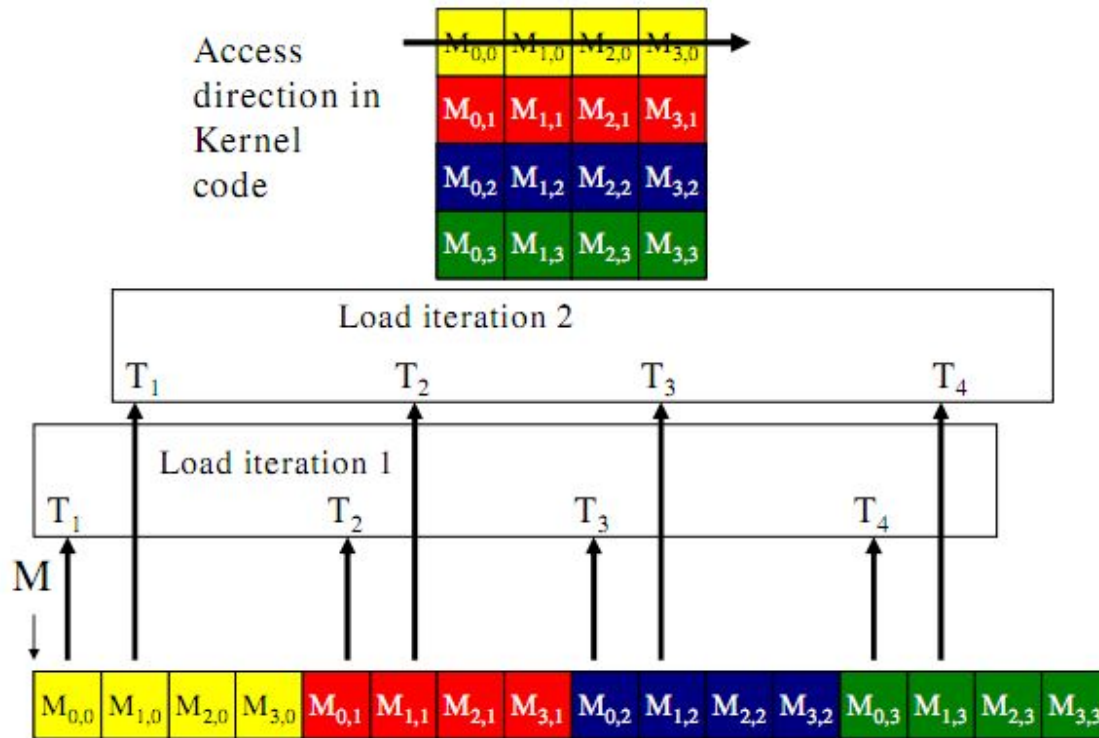 Access
direction in
Kernel
code
M0,0 M1,0 M2,0 M3,0
M0,1 M1,1 M2,1 M3,1
M0,2 M1,2 M2,2 M3,2
M0,3 M1,3 M2,3 M3,3
Load iteration 2
T1 T2 T3 T4
Load iteration 1
T1 T2 T3 T4
M
M0,0 M1,0 M2,0 M3,0 M0,1 M1,1 M2,1 M3,1 M0,2 M1,2 M2,2 M3,2 M0,3 M1,3 M2,3 M3,3